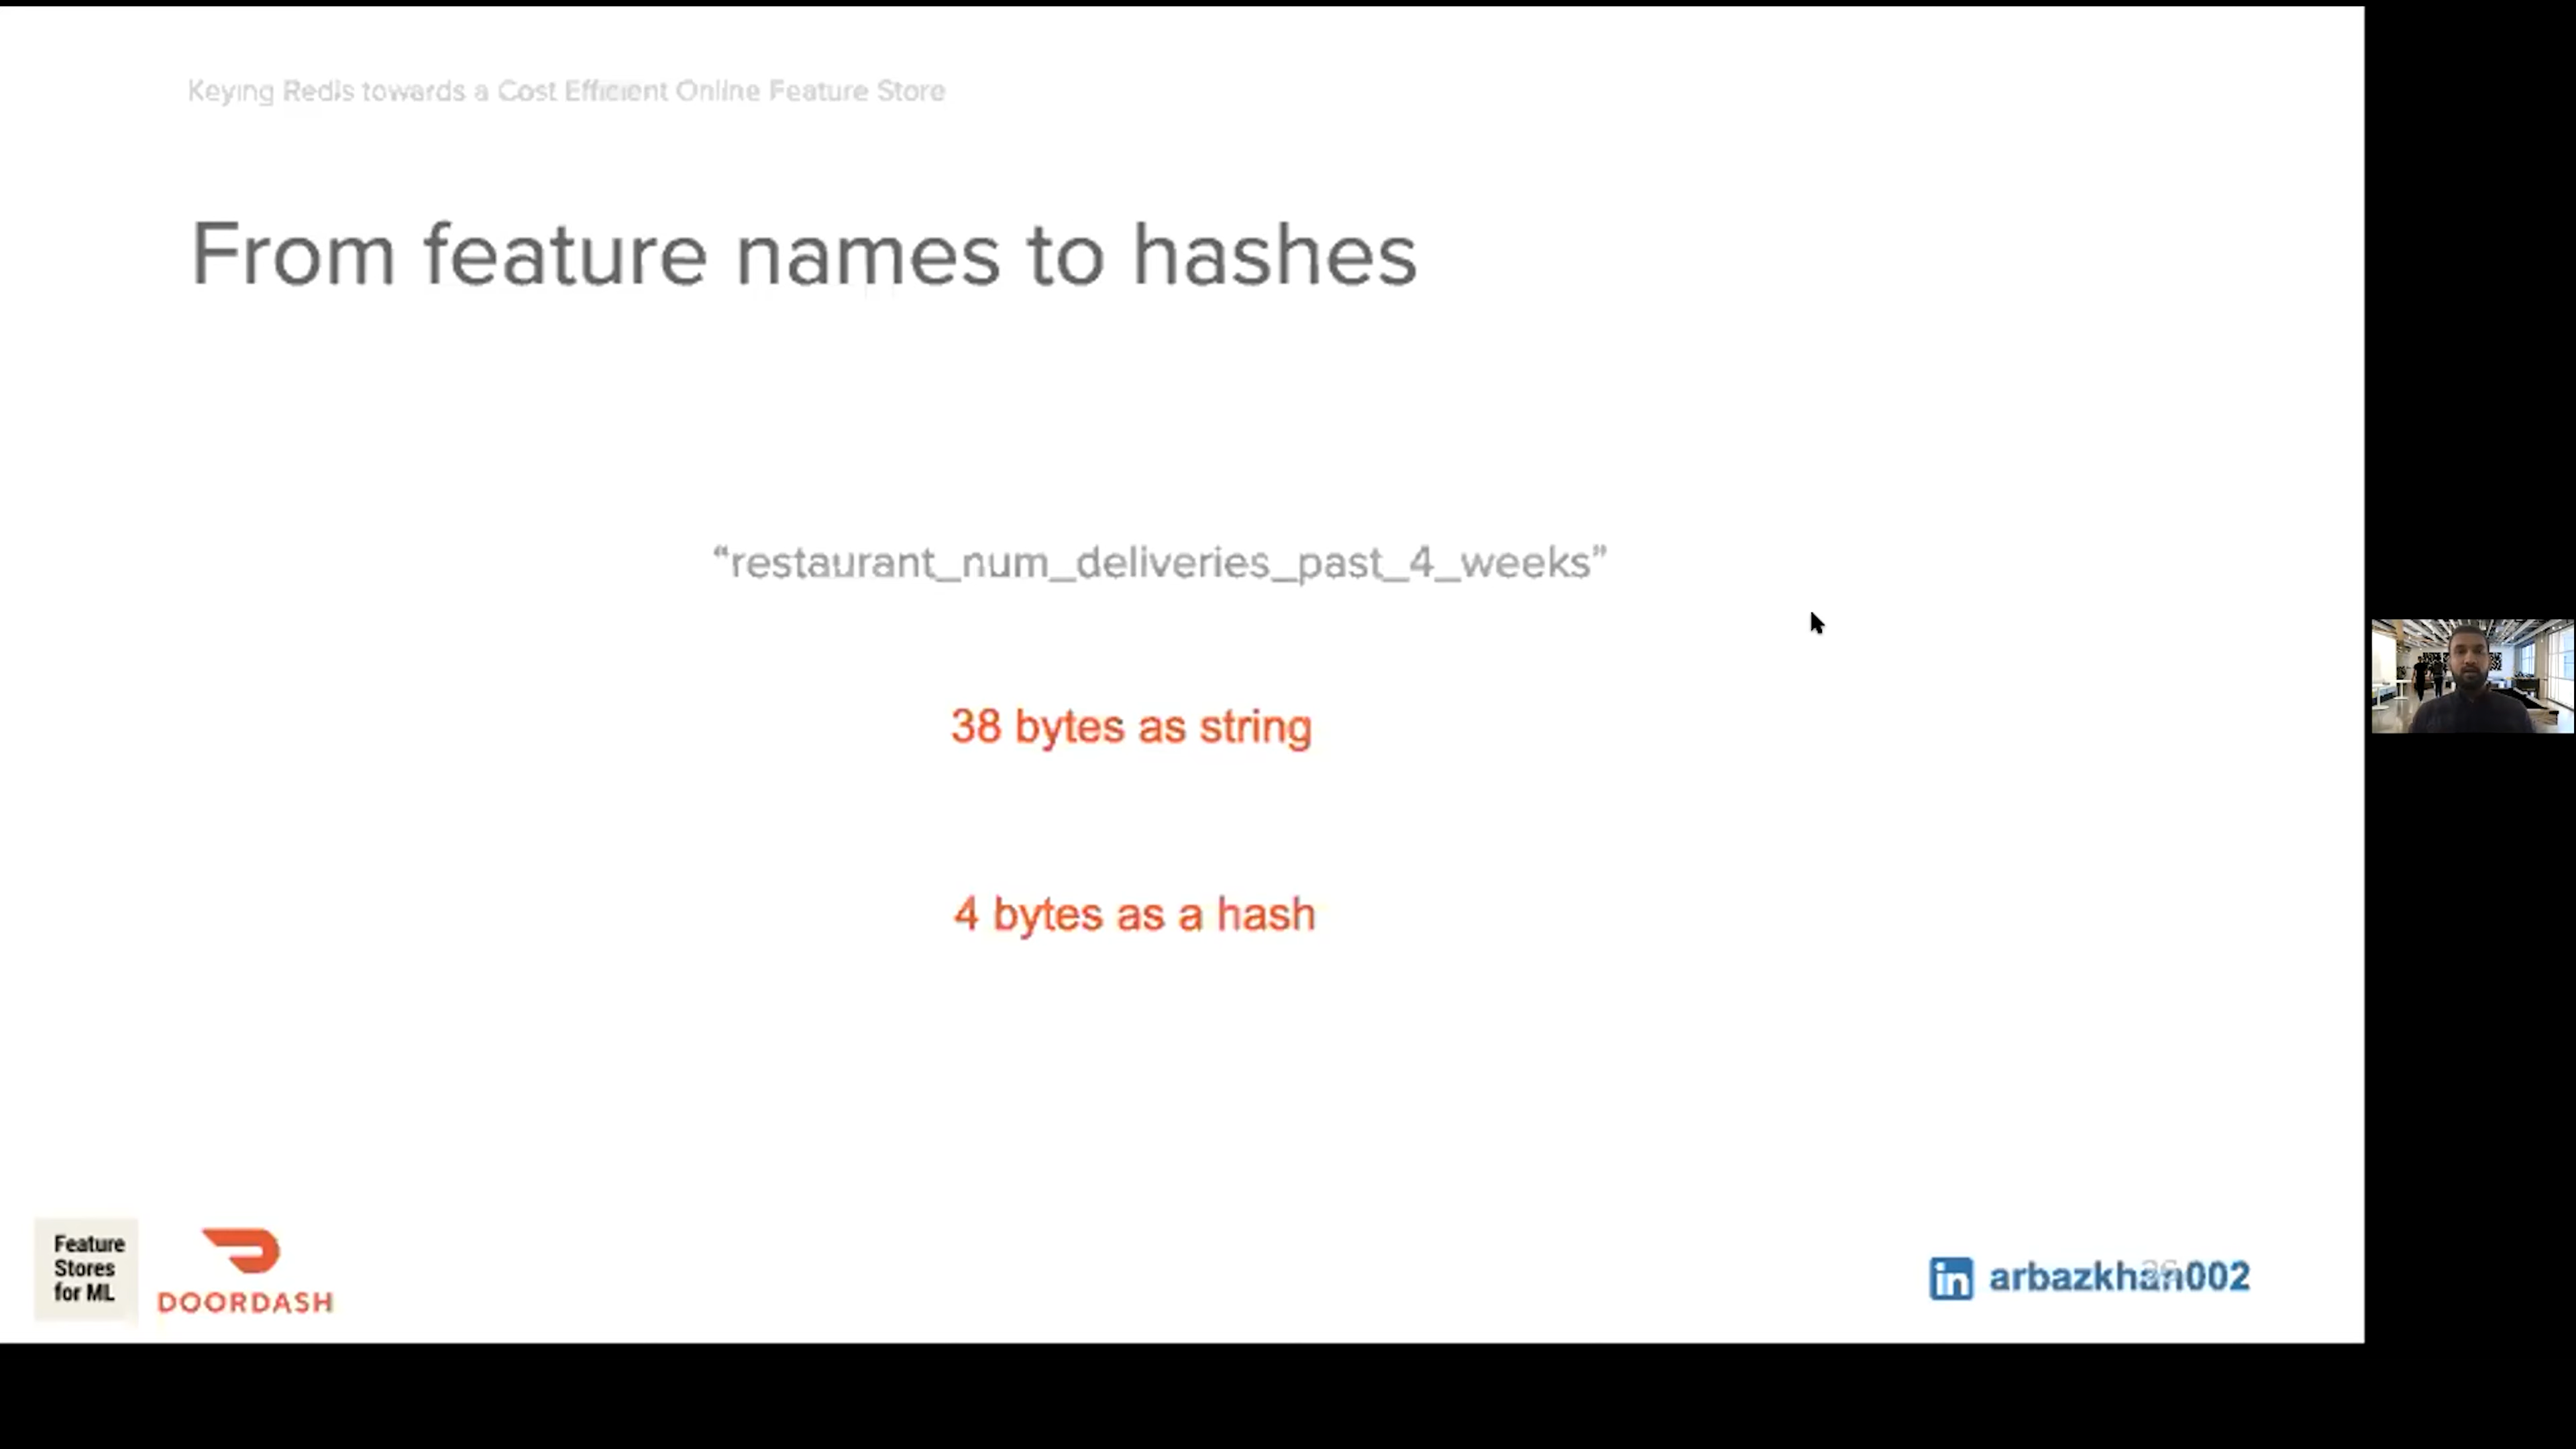 Keying Redis towards a Cost Efficient Online Feature Store
From feature names to hashes
“restaurant_num_deliveries_past_4_weeks”
38 bytes as string
4 bytes as a hash
Feature
Stores
for ML
DOORDASH
in arbazkhan002